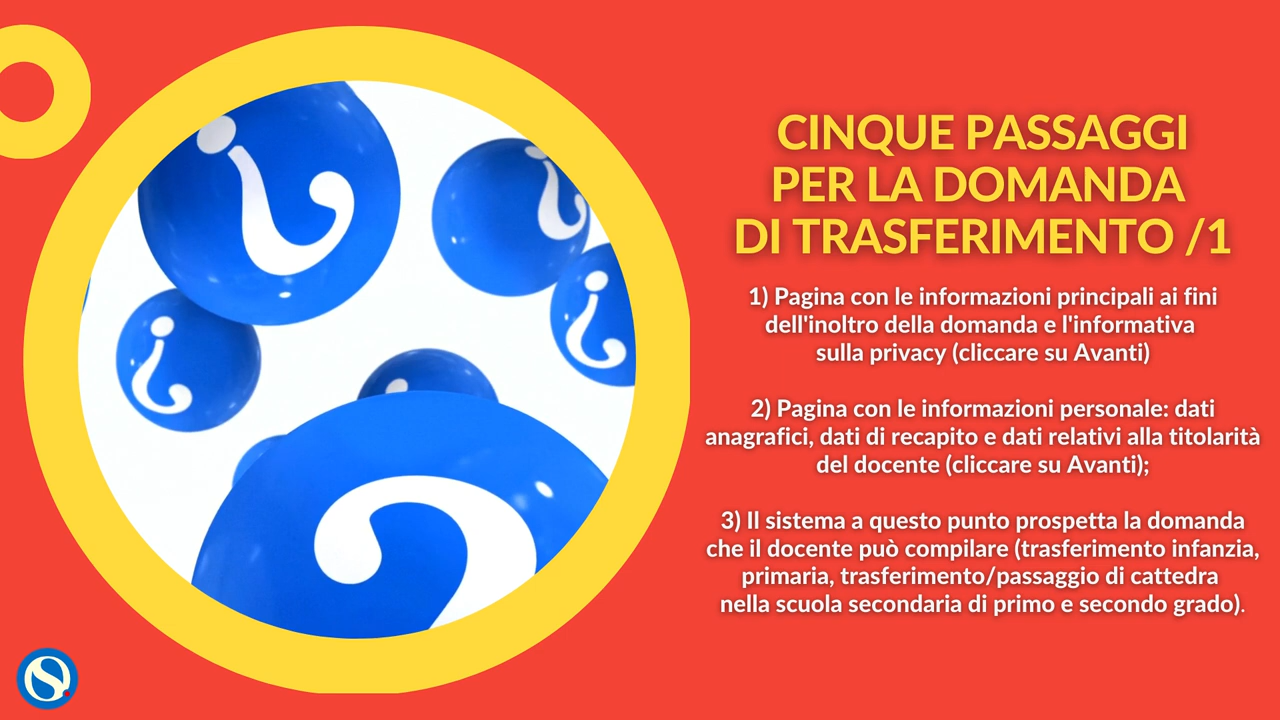 CINQUE PASSAGGI
PER LA DOMANDA
DI TRASFERIMENTO /1
1) Pagina con le informazioni principali ai fini
dell'inoltro della domanda e l'informativa
sulla privacy (cliccare su Avanti)
2) Pagina con le informazioni personale: dati
anagrafici, dati di recapito e dati relativi alla titolarità
del docente (cliccare su Avanti);
3) Il sistema a questo punto prospetta la domanda
che il docente può compilare (trasferimento infanzia,
primaria, trasferimento/passaggio di cattedra
nella scuola secondaria di primo e secondo grado).
S